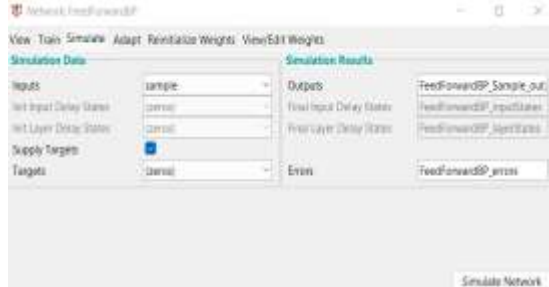 Network: FeedForwardBP
View Train Simulate Adapt Reinitialize Weights View/Edit Weights
Simulation Data
Simulation Results
Inputs
sample
Outputs
FeedForwardBP_Sample_out
Init Input Delay States
(zeros)
Final Input Delay States
FeedForwardBP_inputStates
Init Layer Delay States
(zeros)
Final Layer Delay States
FeedForwardBP_layerStates
Supply Targets
Targets
(zeros)
Errors
FeedForwardBP_errors
Simulate Network